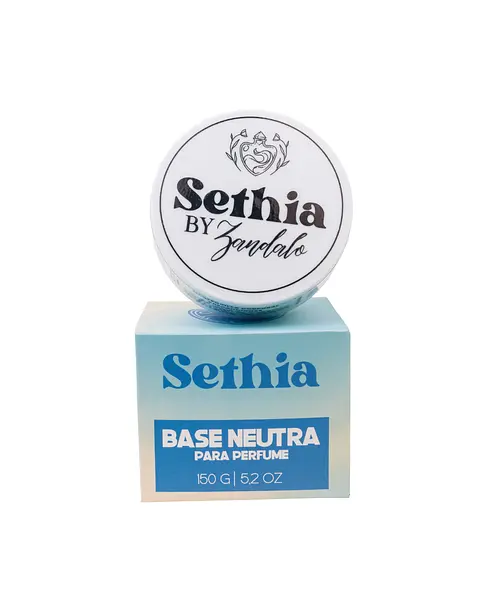 Sethia
BY Zandalo
Sethia
BASE NEUTRA
PARA PERFUME
150 G | 5,2 OZ